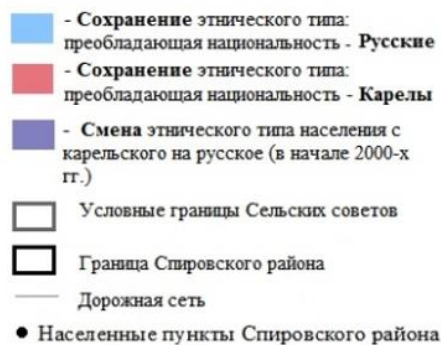 - Сохранение этнического типа:
преобладающая национальность - Русские
- Сохранение этнического типа:
преобладающая национальность - Карелы
- Смена этнического типа населения с
карельского на русское (в начале 2000-х
гг.)
Условные границы Сельских советов
Граница Спировского района
Дорожная сеть
Населенные пункты Спировского района